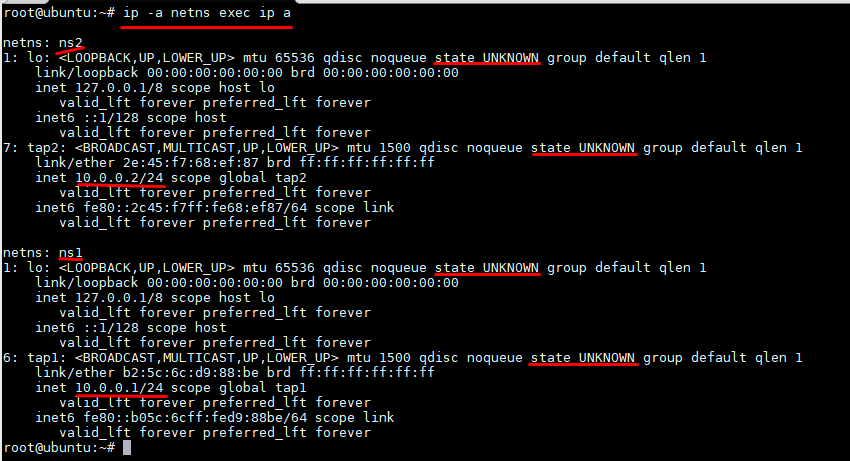 root@ubuntu:~# ip -a netns exec ip a
netns: ns2
1: lo: <LOOPBACK,UP,LOWER_UP> mtu 65536 qdisc noqueue state UNKNOWN group default qlen 1
link/loopback 00:00:00:00:00:00 brd 00:00:00:00:00:00
inet 127.0.0.1/8 scope host lo
valid_lft forever preferred_lft forever
inet6 ::1/128 scope host
valid_lft forever preferred_lft forever
7: tap2: <BROADCAST,MULTICAST,UP,LOWER_UP> mtu 1500 qdisc noqueue state UNKNOWN group default qlen 1
link/ether 2e:45:f7:68:ef:87 brd ff:ff:ff:ff:ff:ff
inet 10.0.0.2/24 scope global tap2
valid_lft forever preferred_lft forever
inet6 fe80::2c45:f7ff:fe68:ef87/64 scope link
valid_lft forever preferred_lft forever
netns: ns1
1: lo: <LOOPBACK,UP,LOWER_UP> mtu 65536 qdisc noqueue state UNKNOWN group default qlen 1
link/loopback 00:00:00:00:00:00 brd 00:00:00:00:00:00
inet 127.0.0.1/8 scope host lo
valid_lft forever preferred_lft forever
inet6 ::1/128 scope host
valid_lft forever preferred_lft forever
6: tap1: <BROADCAST,MULTICAST,UP,LOWER_UP> mtu 1500 qdisc noqueue state UNKNOWN group default qlen 1
link/ether b2:5c:6c:d9:88:be brd ff:ff:ff:ff:ff:ff
inet 10.0.0.1/24 scope global tap1
valid_lft forever preferred_lft forever
inet6 fe80::b05c:6cff:fed9:88be/64 scope link
valid_lft forever preferred_lft forever
root@ubuntu:~#